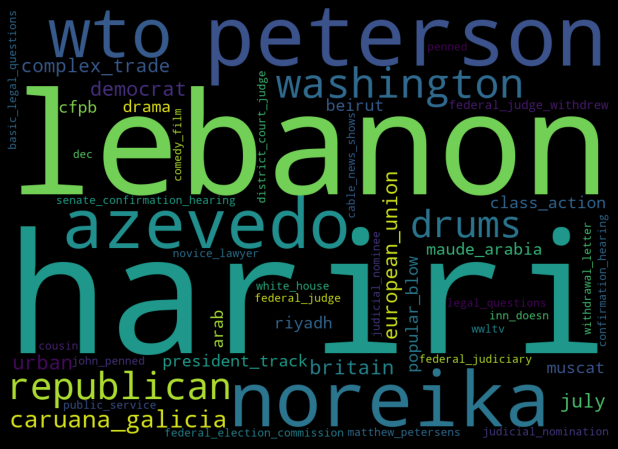 wto peterson
penned
basic_legal_questions
complex_trade
washington
democrat
cfpb
drama
beirut
federal_judge_withdrew
comedy_film
district_court_judge
cable_news_shows
lebanon
dec
senate_confirmation_hearing
class_action
azevedo
drums
european_union
novice_lawyer
maude_arabia
judicial_nominee
popular_blow
withdrawal_letter
confirmation_hearing
hariri
white_house
federal_judge
legal_questions
inn_doesn
arab
riyadh
wwltv
cousin
urban
john_penned
president_track
britain
federal_judiciary
muscat
republican
noreika
july
public_service
caruana_galicia
federal_election_commission
matthew_petersens
judicial_nomination